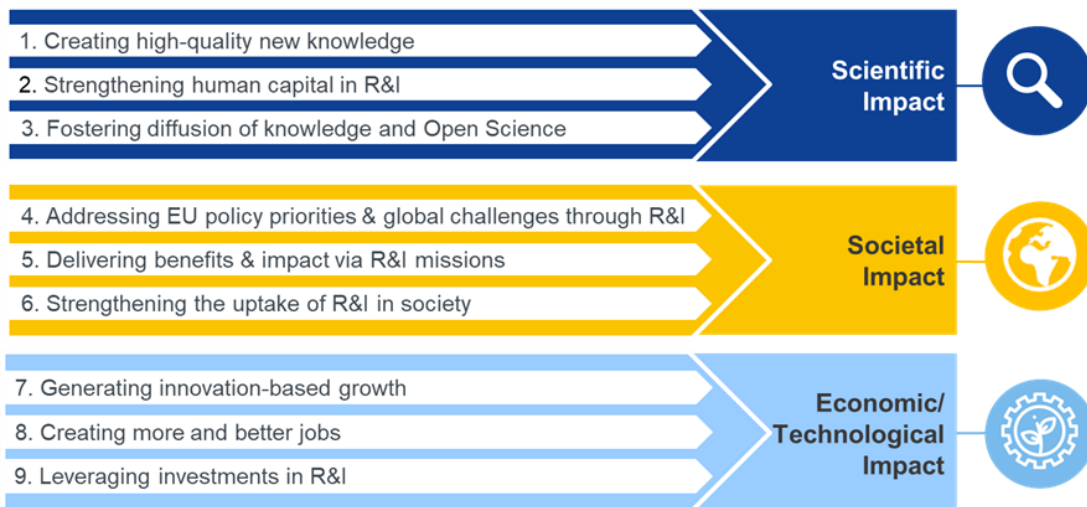 1. Creating high-quality new knowledge
2. Strengthening human capital in R&I
3. Fostering diffusion of knowledge and Open Science
Scientific
Impact
4. Addressing EU policy priorities & global challenges through R&I
5. Delivering benefits & impact via R&I missions
6. Strengthening the uptake of R&I in society
Societal
Impact
7. Generating innovation-based growth
8. Creating more and better jobs
9. Leveraging investments in R&I
Economic/
Technological
Impact